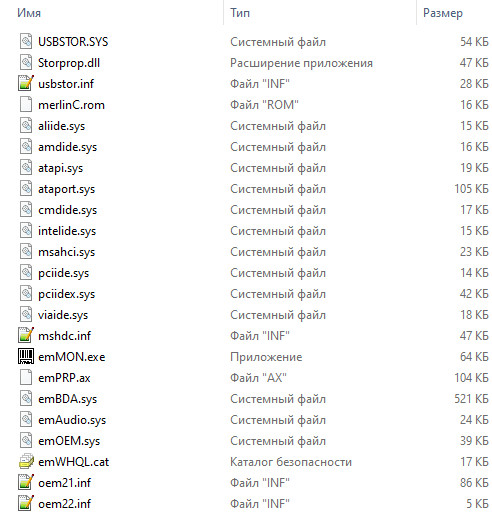 Имя Тип Размер
USBSTOR.SYS Системный файл 54 КБ
Storprop.dll Расширение приложения 47 КБ
usbstor.inf Файл "INF" 28 КБ
merlinC.rom Файл "ROM" 16 КБ
aliide.sys Системный файл 15 КБ
amdide.sys Системный файл 16 КБ
atapi.sys Системный файл 19 КБ
ataport.sys Системный файл 105 КБ
cmdide.sys Системный файл 17 КБ
intelide.sys Системный файл 15 КБ
msahci.sys Системный файл 23 КБ
pciide.sys Системный файл 14 КБ
pciidex.sys Системный файл 42 КБ
viaide.sys Системный файл 18 КБ
mshdc.inf Файл "INF" 47 КБ
emMON.exe Приложение 64 КБ
emPRP.ax Файл "AX" 104 КБ
emBDA.sys Системный файл 521 КБ
emAudio.sys Системный файл 24 КБ
emOEM.sys Системный файл 39 КБ
emWHQL.cat Каталог безопасности 17 КБ
oem21.inf Файл "INF" 86 КБ
oem22.inf Файл "INF" 5 КБ